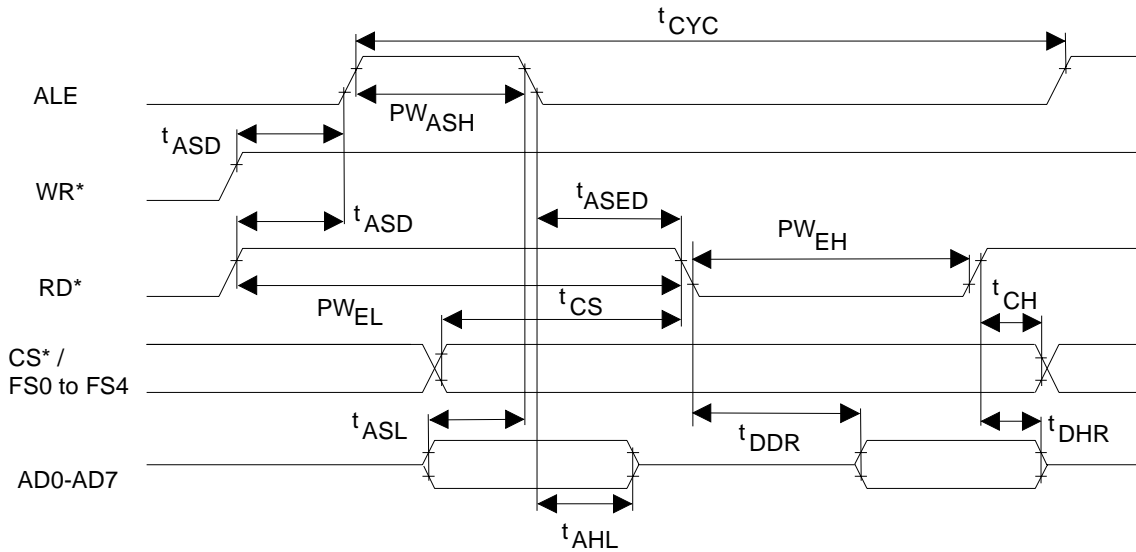 tCYC
ALE
PWASH
tASD
WR*
tASED
tASD
PWEH
RD*
tCS
tCH
PWEL
CS* /
FS0 to FS4
tASL
tDDR
tDHR
AD0-AD7
tAHL